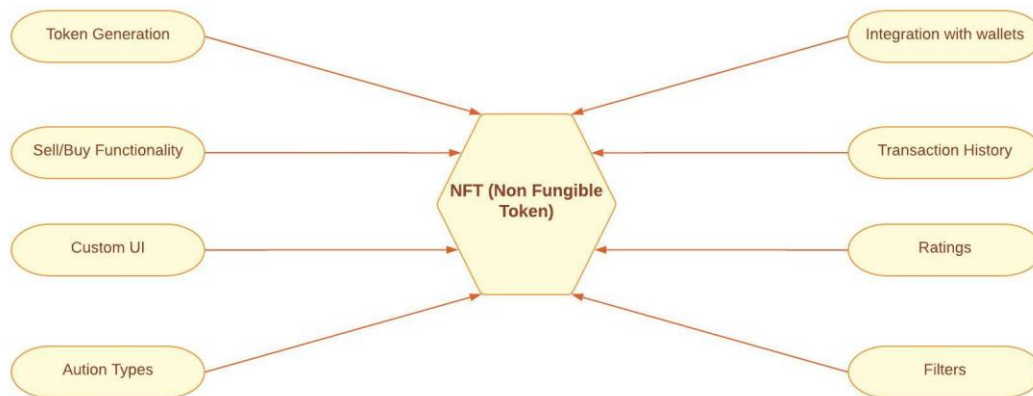 Token Generation
Integration with wallets
Sell/Buy Functionality
Transaction History
NFT (Non Fungible
Token)
Custom UI
Ratings
Aution Types
Filters